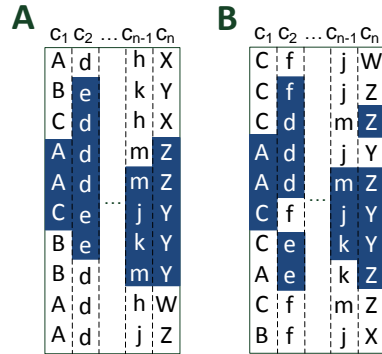 A B
c1 c2 ... cn-1 cn c1 c2 ... cn-1 cn
A d h X C f j W
B e k Y C f j Z
C d h X C d m Z
A d m Z A d j Y
A d m Z A d m Z
C e ... j Y C f ... j Y
B e k Y C e k Y
B d m Y A e k Z
A d h W C f m Z
A d j Z B f j X